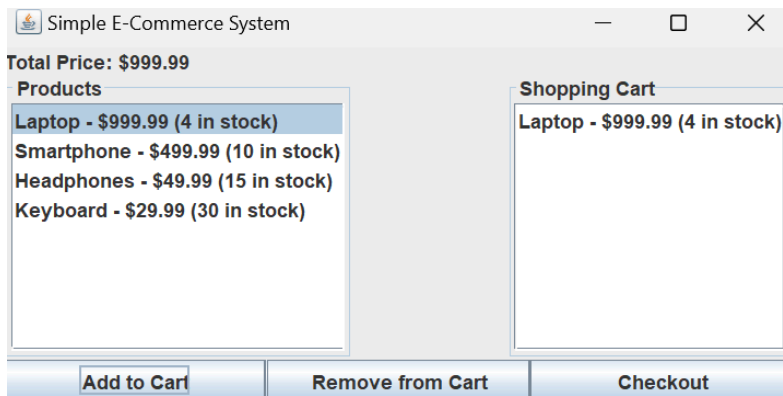 Simple E-Commerce System
Total Price: $999.99
Products
Laptop - $999.99 (4 in stock)
Smartphone - $499.99 (10 in stock)
Headphones - $49.99 (15 in stock)
Keyboard - $29.99 (30 in stock)
Shopping Cart
Laptop - $999.99 (4 in stock)
Add to Cart
Remove from Cart
Checkout